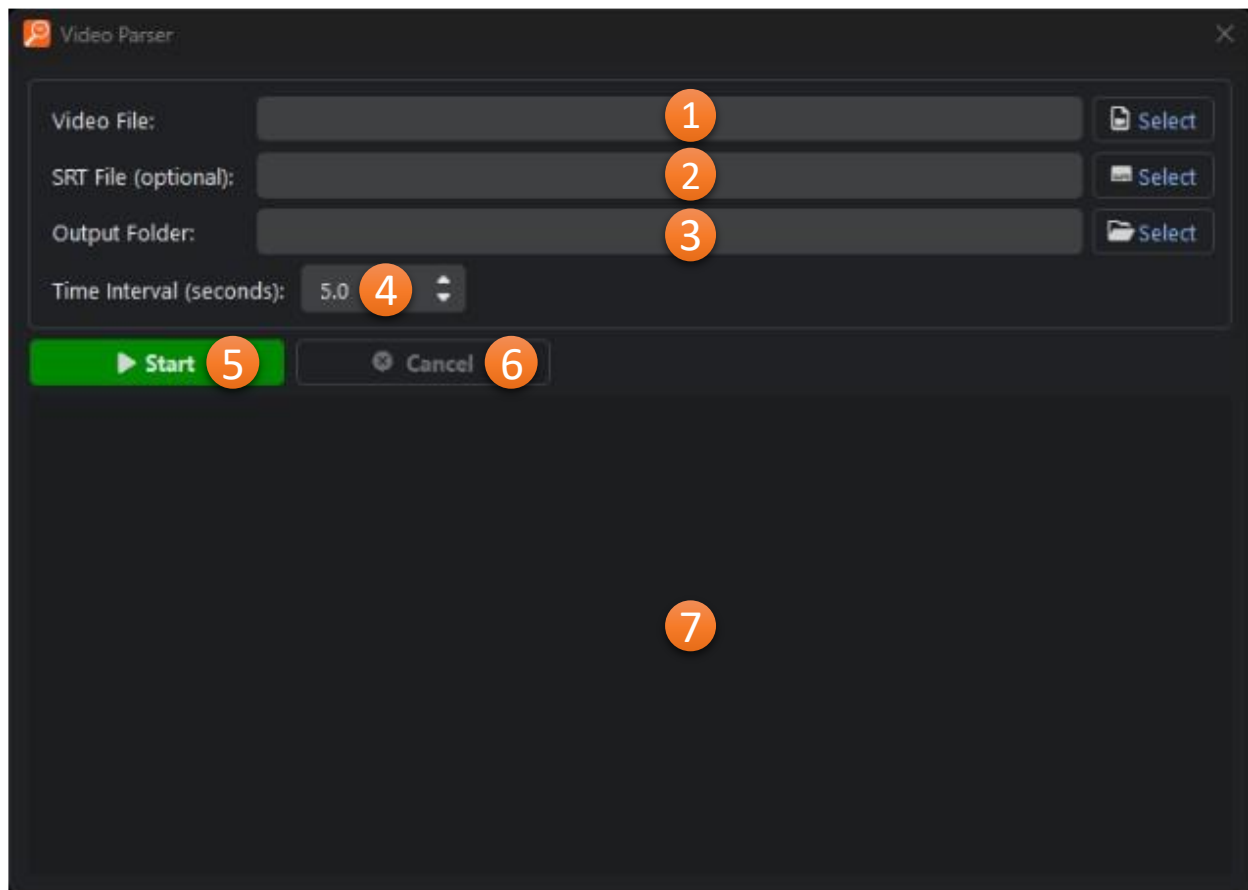 Video Parser
Video File: 1 Select
SRT File (optional): 2 Select
Output Folder: 3 Select
Time Interval (seconds): 5.0 4
Start 5 Cancel 6
7